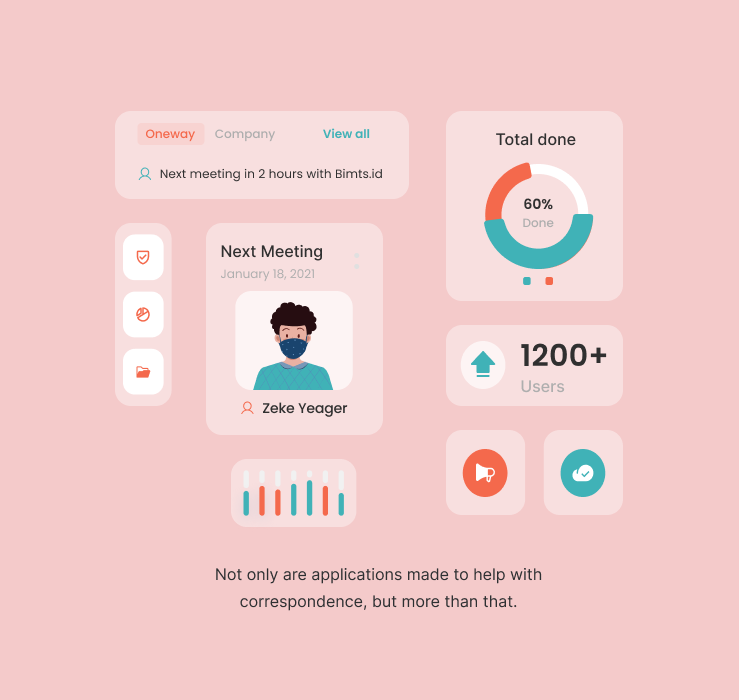 Oneway Company View all
Next meeting in 2 hours with Bimts.id
Total done
60%
Done
Next Meeting
January 18, 2021
Zeke Yeager
1200+
Users
Not only are applications made to help with
correspondence, but more than that.